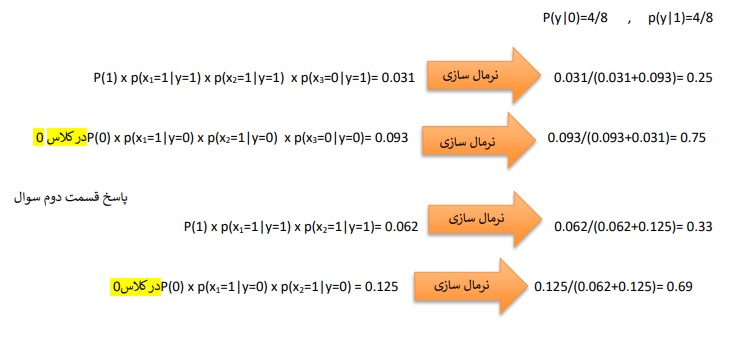 P(y|0)=4/8 , p(y|1)=4/8
P(1) x p(x₁=1|y=1) x p(x₂=1|y=1) x p(x₃=0|y=1)= 0.031 نرمال سازی 0.031/(0.031+0.093)= 0.25
در کلاس 0 P(0) x p(x₁=1|y=0) x p(x₂=1|y=0) x p(x₃=0|y=0)= 0.093 نرمال سازی 0.093/(0.093+0.031)= 0.75
پاسخ قسمت دوم سوال
P(1) x p(x₁=1|y=1) x p(x₂=1|y=1)= 0.062 نرمال سازی 0.062/(0.062+0.125)= 0.33
در کلاس0 P(0) x p(x₁=1|y=0) x p(x₂=1|y=0) = 0.125 نرمال سازی 0.125/(0.062+0.125)= 0.69